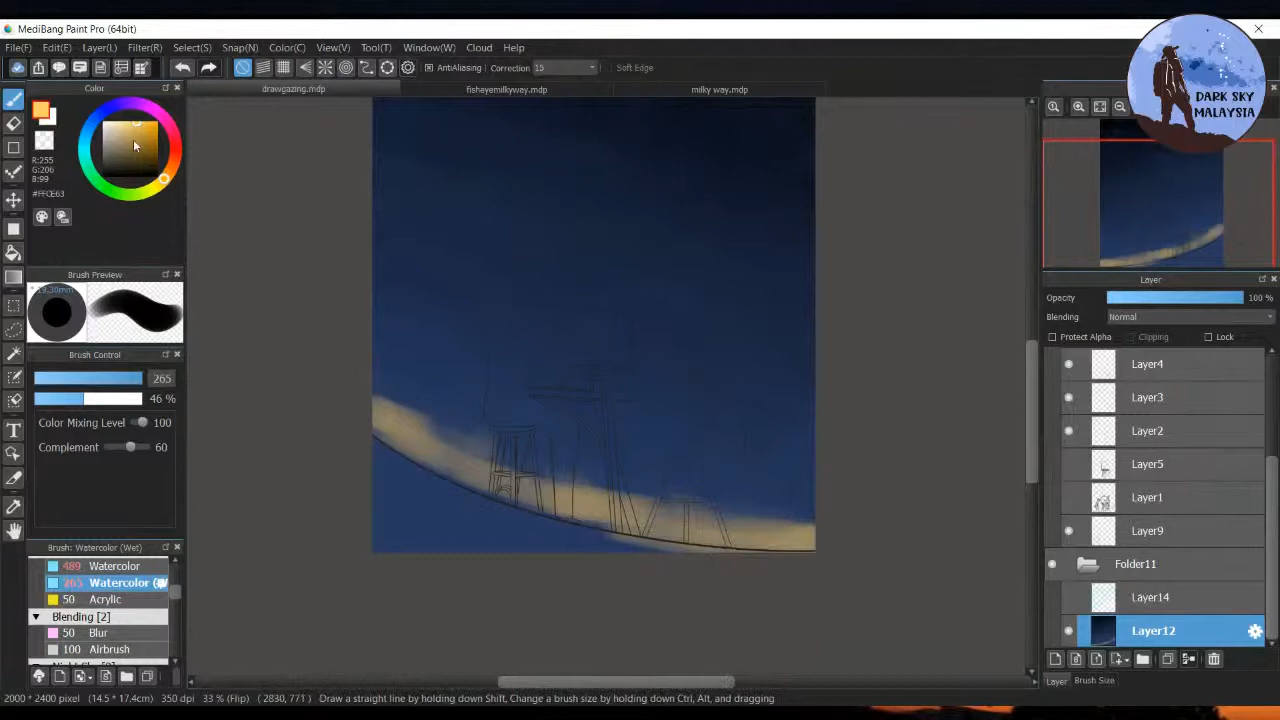 MediBang Paint Pro (64bit)
File(F) Edit(E) Layer(L) Filter(R) Select(S) Snap(N) Color(C) View(V) Tool(T) Window(W) Cloud Help
AntiAliasing Correction 15 Soft Edge
DARK SKY
MALAYSIA
Color
drawgazing.mdp fisheyemilkyway.mdp milky way.mdp
R:255
G:206
B:99
#FFCE63
Brush Preview
19.30mm
Brush Control
265
46 %
Color Mixing Level 100
Complement 60
Brush: Watercolor (Wet)
489 Watercolor
265 Watercolor (W
50 Acrylic
Blending [2]
50 Blur
100 Airbrush
Layer
Opacity 100 %
Blending Normal
Protect Alpha Clipping Lock
Layer4
Layer3
Layer2
Layer5
Layer1
Layer9
Folder11
Layer14
Layer12
Layer Brush Size
2000 * 2400 pixel (14.5 * 17.4cm) 350 dpi 33 % (Flip) ( 2830, 771 ) Draw a straight line by holding down Shift, Change a brush size by holding down Ctrl, Alt, and dragging